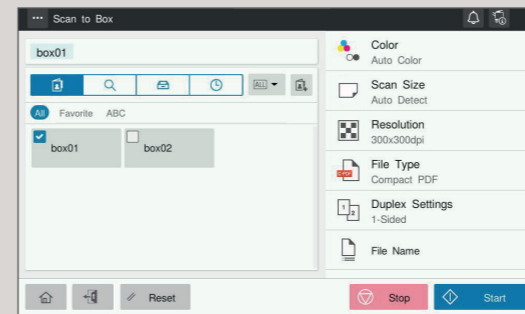 Scan to Box
box01
ALL
All Favorite ABC
box01
box02
Color
Auto Color
Scan Size
Auto Detect
Resolution
300x300dpi
File Type
Compact PDF
Duplex Settings
1-Sided
File Name
Reset
Stop
Start